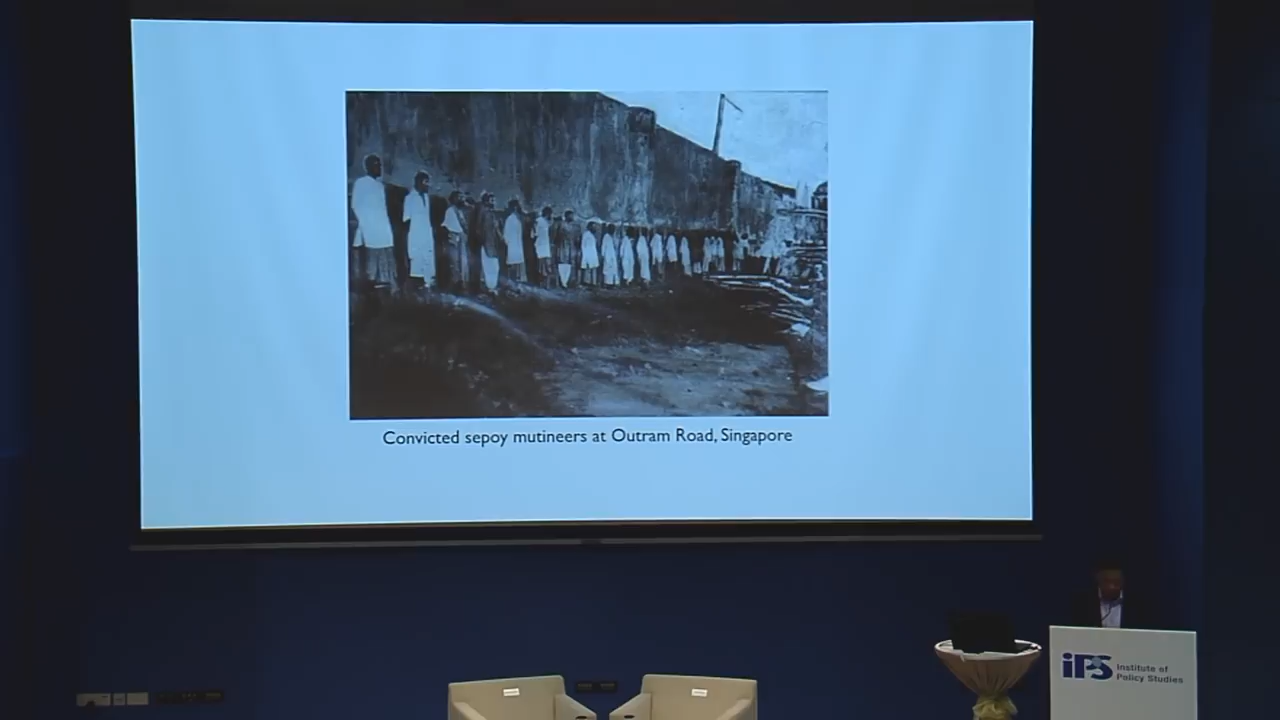 Convicted sepoy mutineers at Outram Road, Singapore
iPS
Institute of
Policy Studies